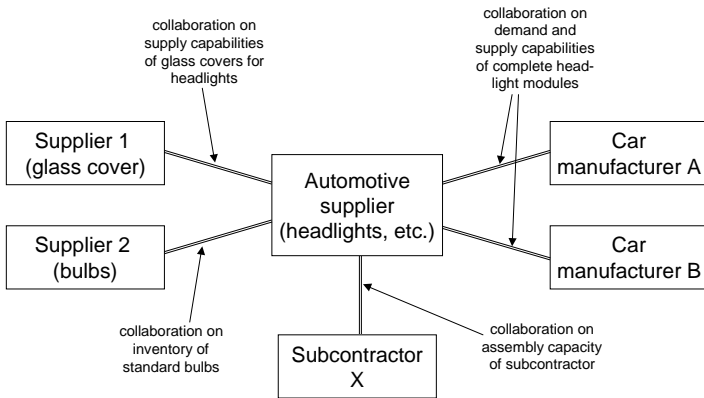 collaboration on
supply capabilities
of glass covers for
headlights
collaboration on
demand and
supply capabilities
of complete head-
light modules
Supplier 1
(glass cover)
Automotive
supplier
(headlights, etc.)
Car
manufacturer A
Supplier 2
(bulbs)
Car
manufacturer B
collaboration on
inventory of
standard bulbs
Subcontractor
X
collaboration on
assembly capacity
of subcontractor